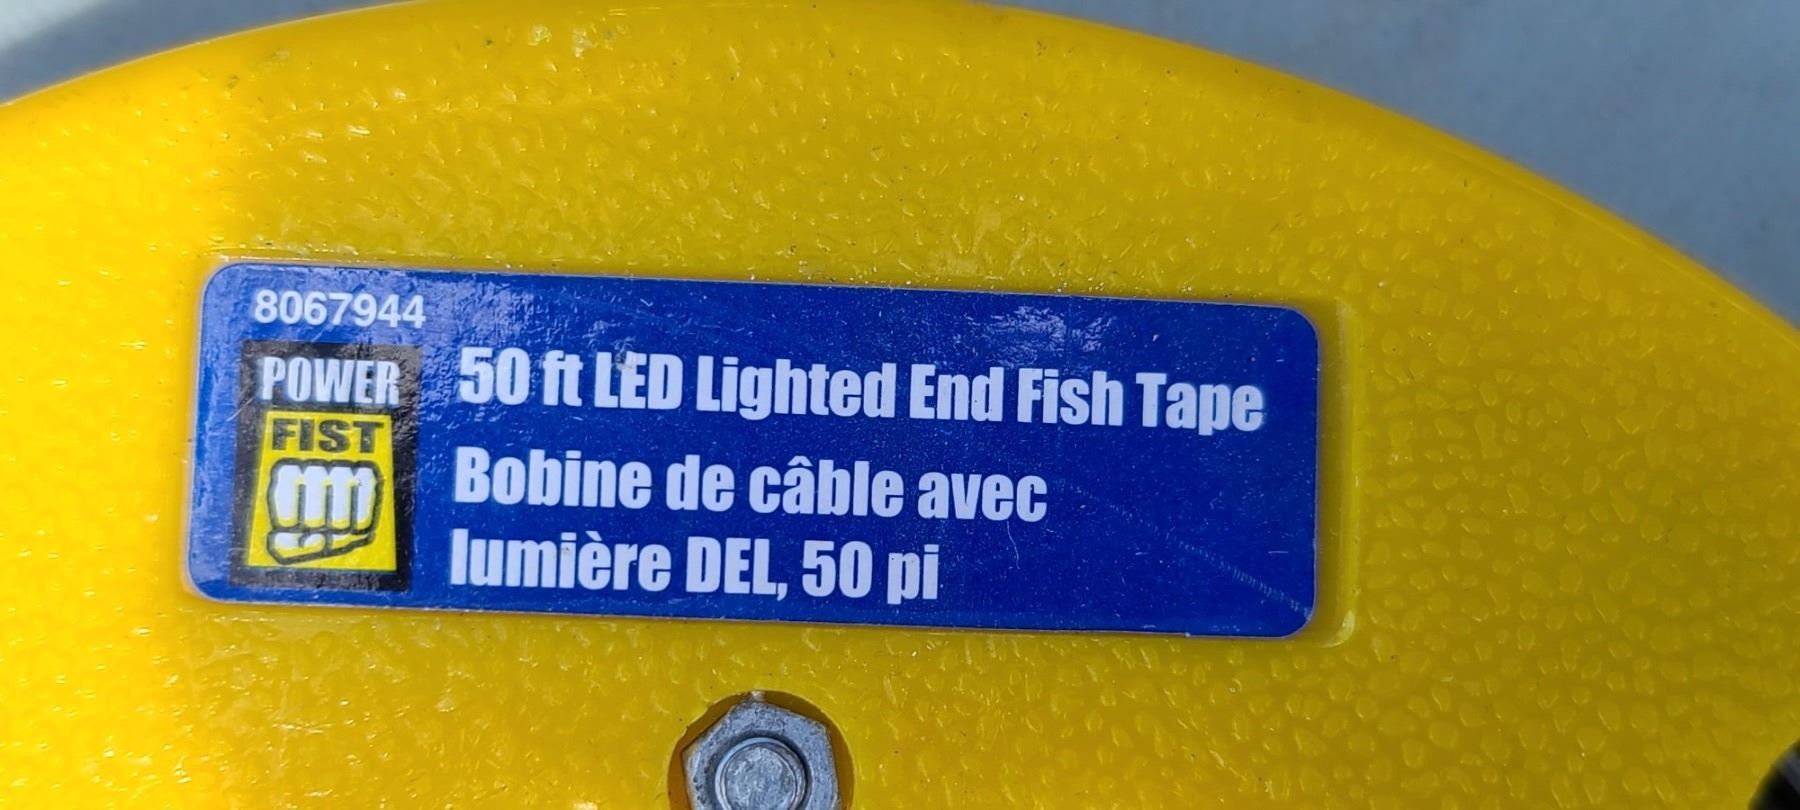 8067944
POWER
FIST
50 ft LED Lighted End Fish Tape
Bobine de câble avec
lumière DEL, 50 pi